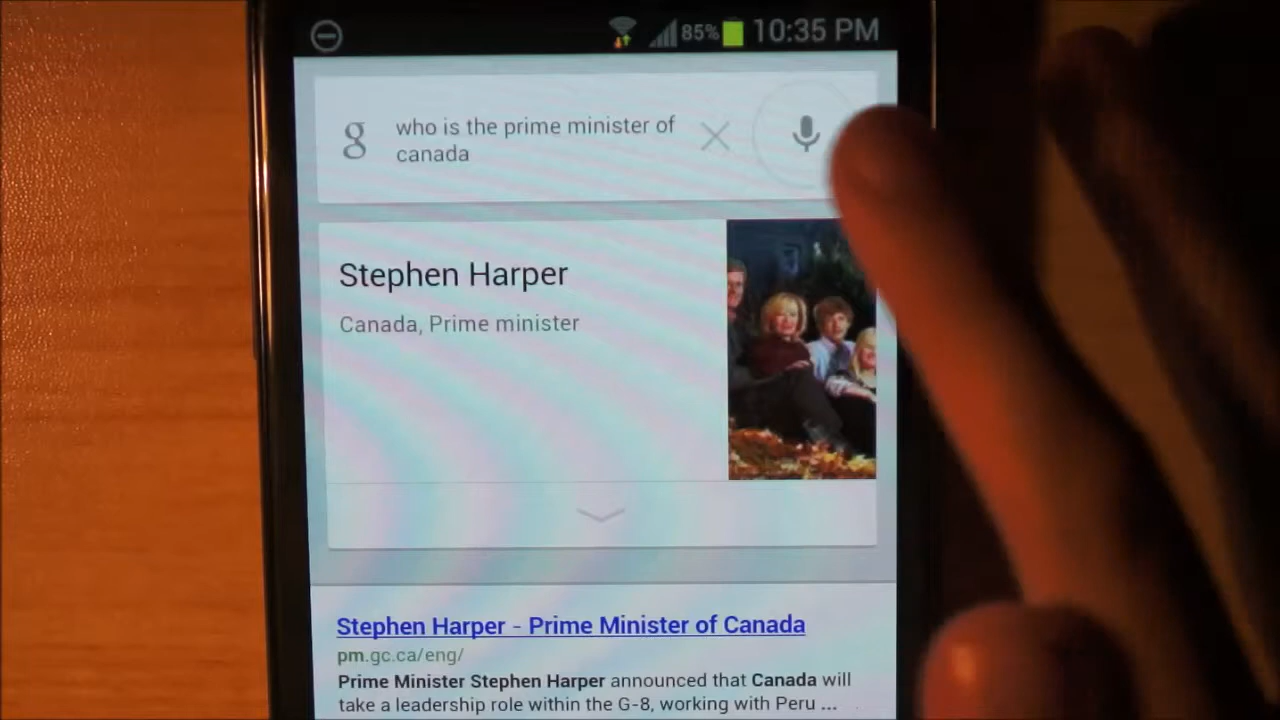 85% 10:35 PM
g who is the prime minister of
canada
Stephen Harper
Canada, Prime minister
Stephen Harper - Prime Minister of Canada
pm.gc.ca/eng/
Prime Minister Stephen Harper announced that Canada will
take a leadership role within the G-8, working with Peru ...